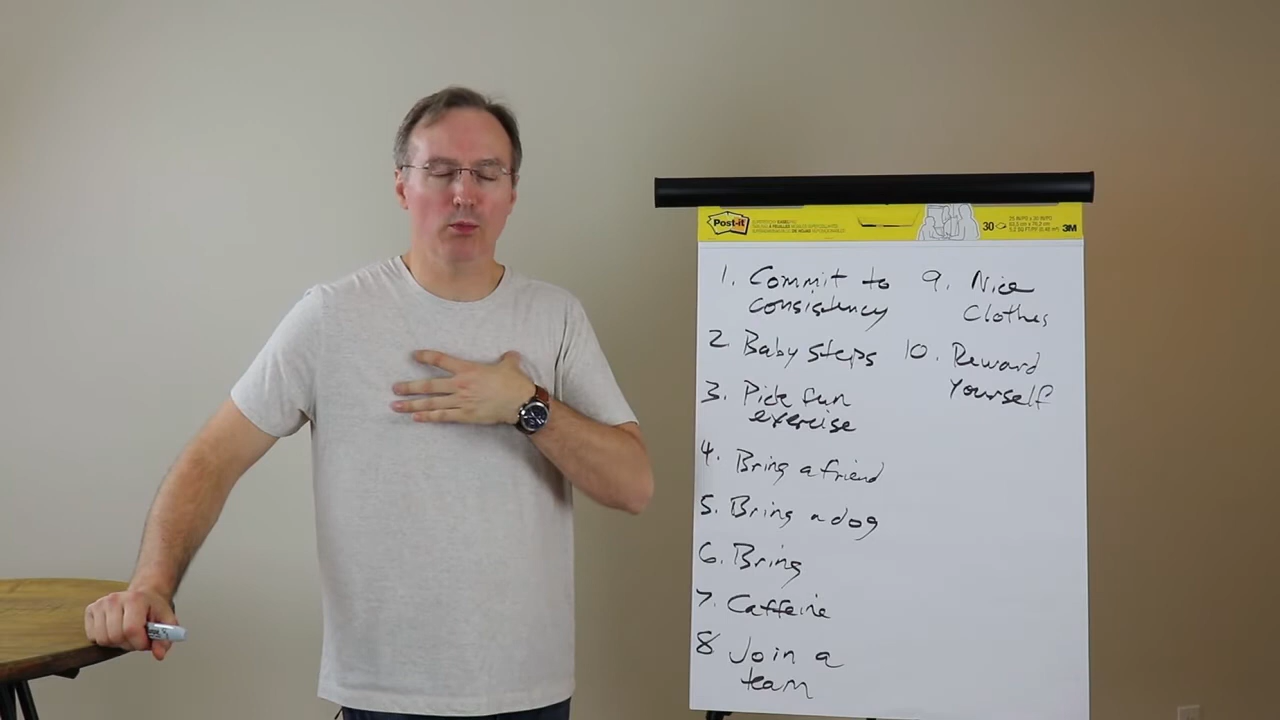 Post-it
30
3M
1. Commit to
consistency
2. Baby steps
3. Pick fun
exercise
4. Bring a friend
5. Bring a dog
6. Bring
7. Caffeine
8 Join a
team
9. Nice
Clothes
10. Reward
Yourself